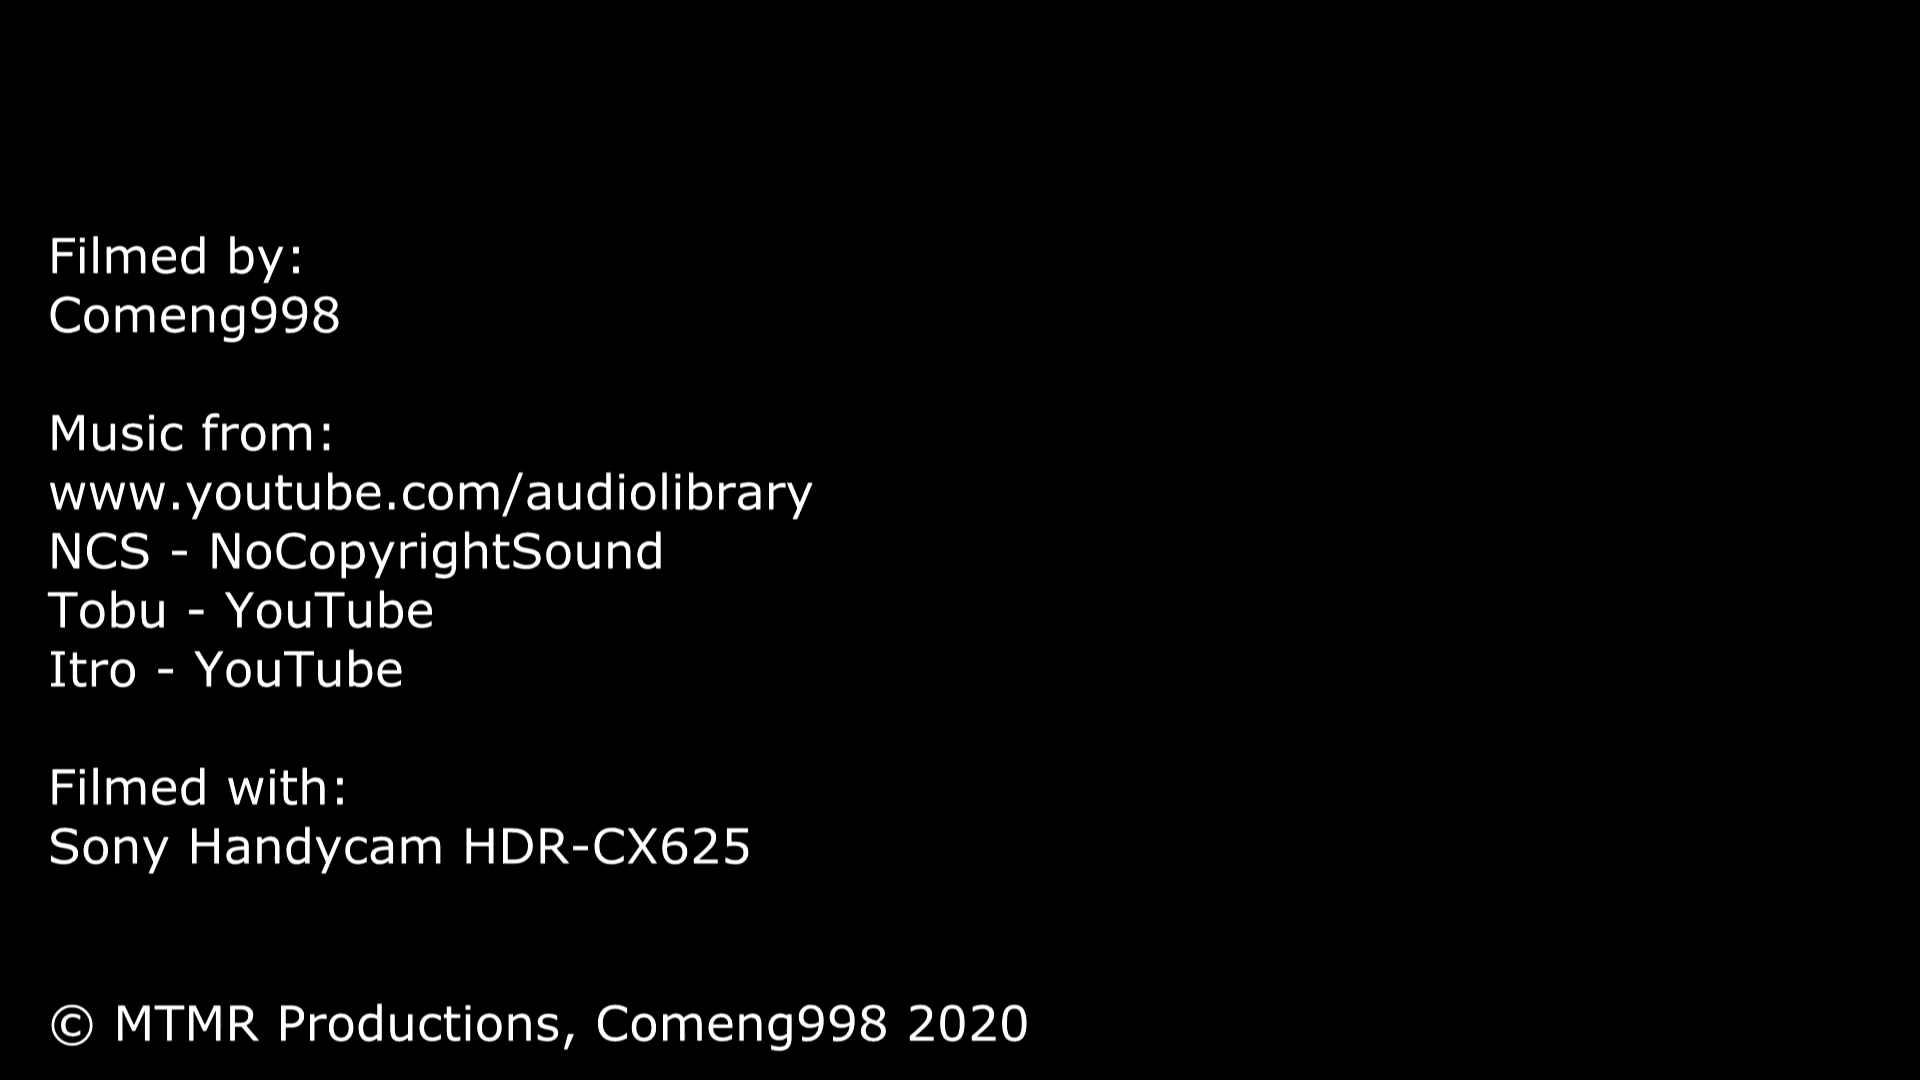 Filmed by:
Comeng998
Music from:
www.youtube.com/audiolibrary
NCS - NoCopyrightSound
Tobu - YouTube
Itro - YouTube
Filmed with:
Sony Handycam HDR-CX625
© MTMR Productions, Comeng998 2020